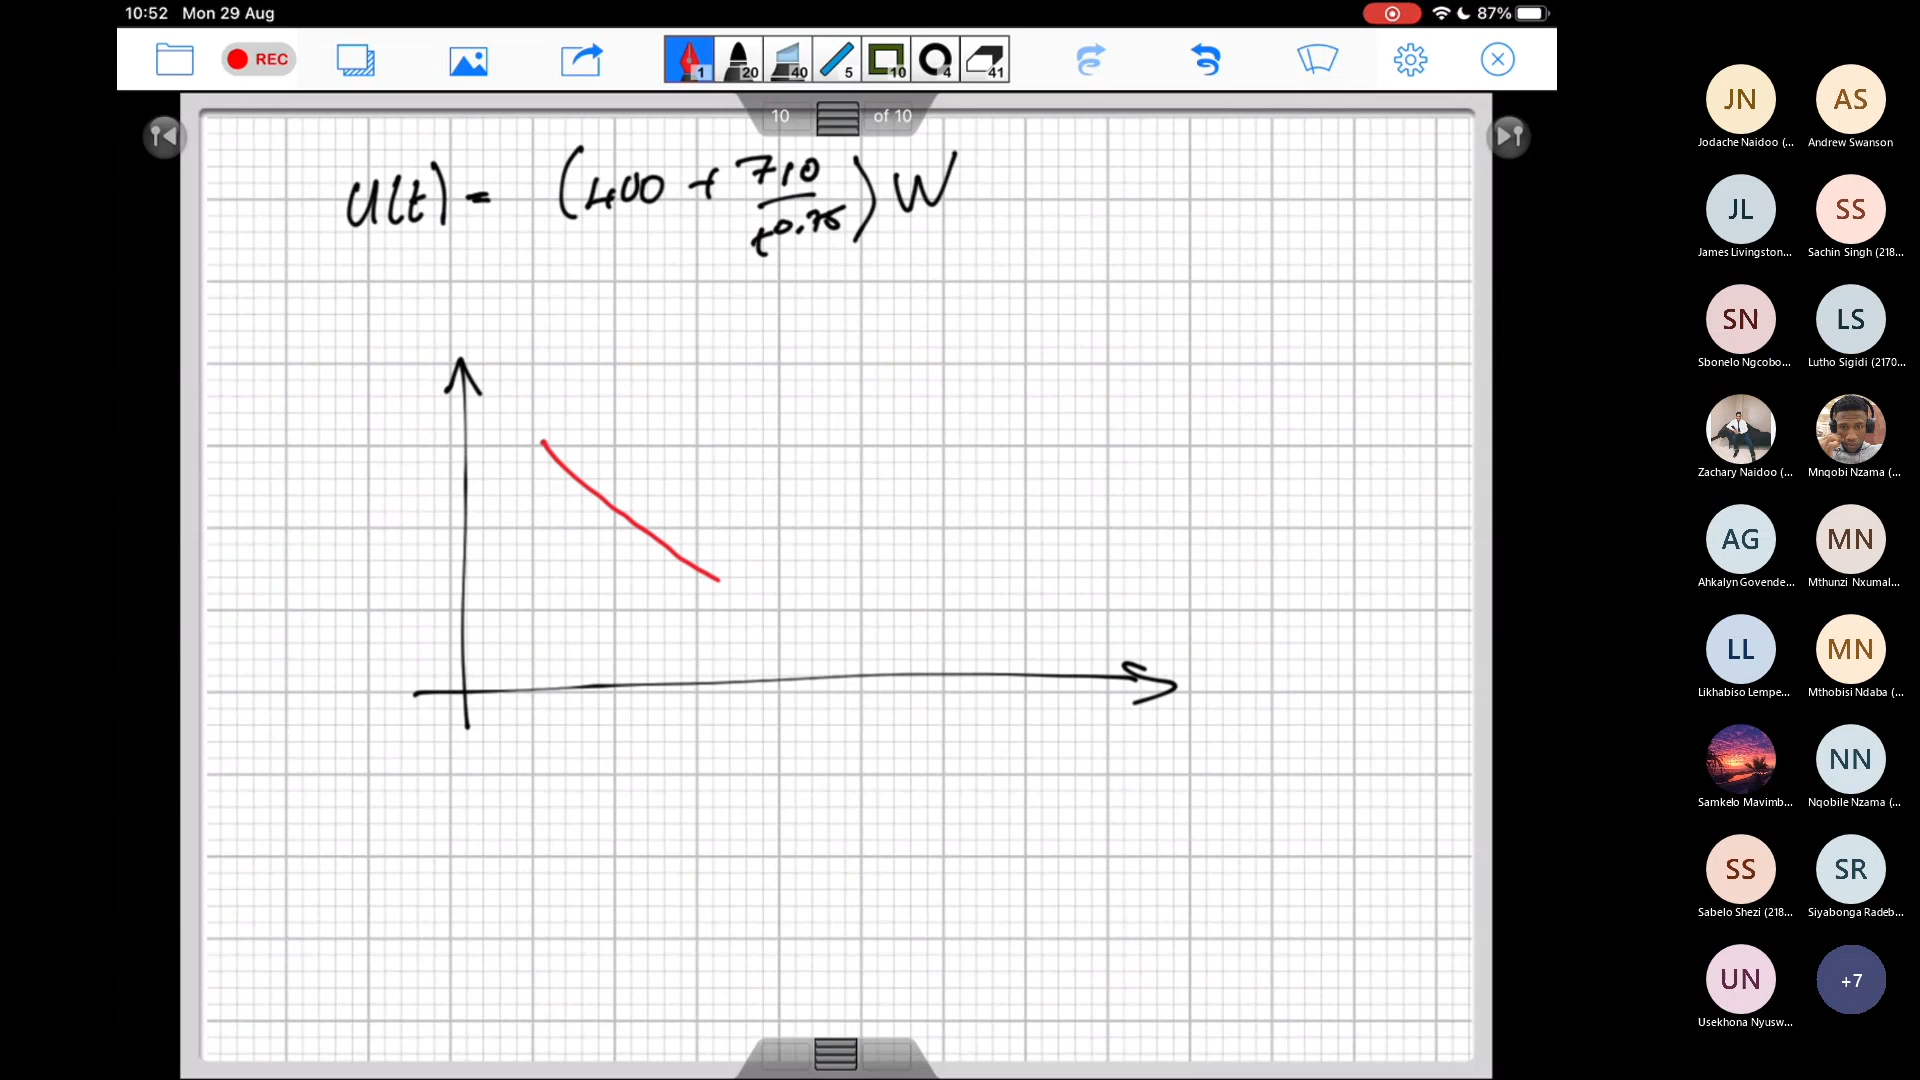 10:52 Mon 29 Aug
87%
REC
1
20
40
5
10
4
41
10 of 10
U(t) = (400 + 710/t^0.76) W
JN
Jodache Naidoo (...
AS
Andrew Swanson
JL
James Livingston...
SS
Sachin Singh (218...
SN
Sbonelo Ngcobo...
LS
Lutho Sigidi (2170...
Zachary Naidoo (...
Mnqobi Nzama (...
AG
Ahkalyn Govende...
MN
Mthunzi Nxumal...
LL
Likhabiso Lempe...
MN
Mthobisi Ndaba (...
Samkelo Mavimb...
NN
Nqobile Nzama (...
SS
Sabelo Shezi (218...
SR
Siyabonga Radeb...
UN
Usekhona Nyusw...
+7